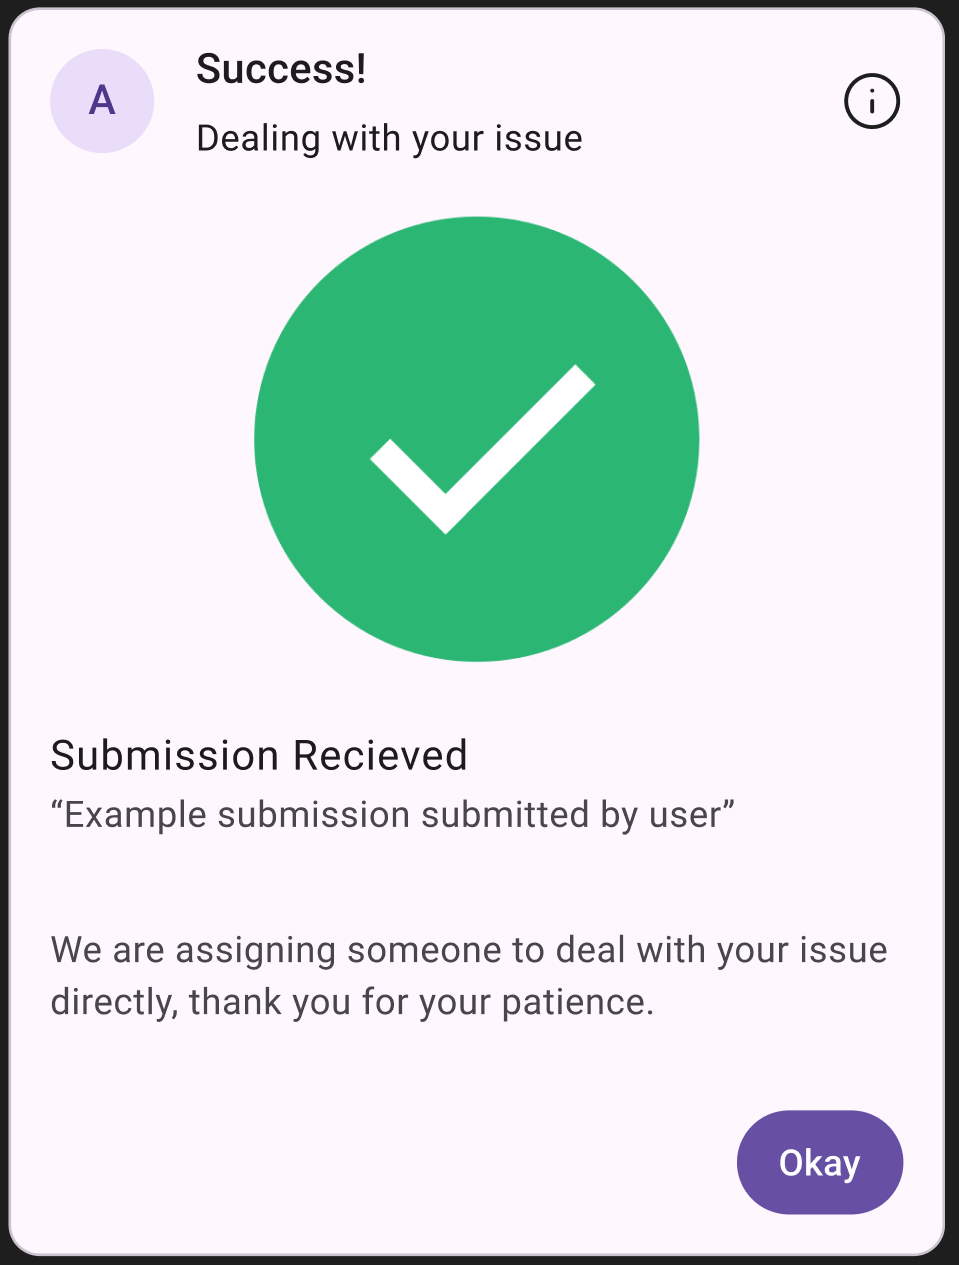 A
Success!
Dealing with your issue
Submission Recieved
“Example submission submitted by user”
We are assigning someone to deal with your issue
directly, thank you for your patience.
Okay